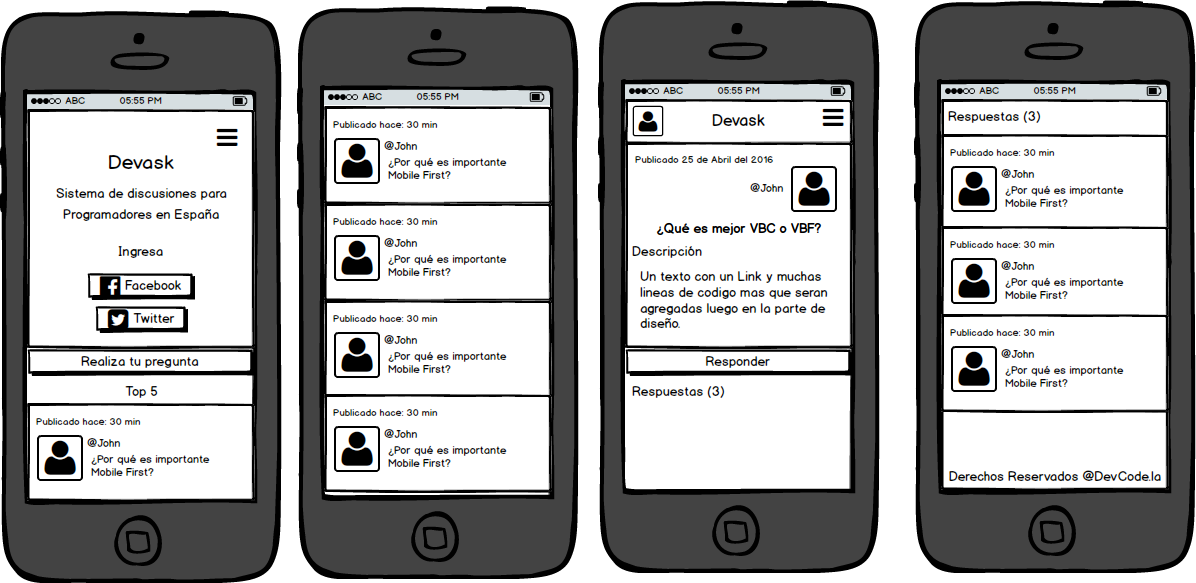 ABC 05:55 PM
Devask
Sistema de discusiones para
Programadores en España
Ingresa
Facebook
Twitter
Realiza tu pregunta
Top 5
Publicado hace: 30 min
@John
¿Por qué es importante
Mobile First?
ABC 05:55 PM
Publicado hace: 30 min
@John
¿Por qué es importante
Mobile First?
Publicado hace: 30 min
@John
¿Por qué es importante
Mobile First?
Publicado hace: 30 min
@John
¿Por qué es importante
Mobile First?
Publicado hace: 30 min
@John
¿Por qué es importante
Mobile First?
ABC 05:55 PM
Devask
Publicado 25 de Abril del 2016
@John
¿Qué es mejor VBC o VBF?
Descripción
Un texto con un Link y muchas
lineas de codigo mas que seran
agregadas luego en la parte de
diseño.
Responder
Respuestas (3)
ABC 05:55 PM
Respuestas (3)
Publicado hace: 30 min
@John
¿Por qué es importante
Mobile First?
Publicado hace: 30 min
@John
¿Por qué es importante
Mobile First?
Publicado hace: 30 min
@John
¿Por qué es importante
Mobile First?
Derechos Reservados @DevCode.la